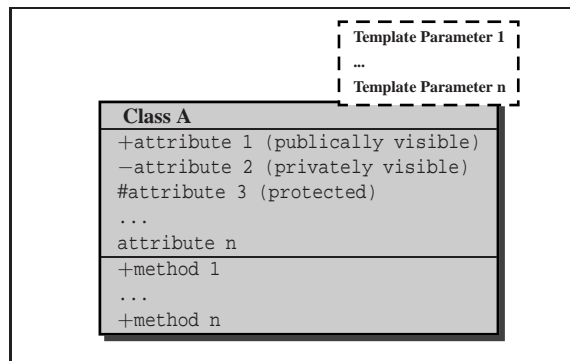 Template Parameter 1
...
Template Parameter n
Class A
+attribute 1 (publically visible)
−attribute 2 (privately visible)
#attribute 3 (protected)
...
attribute n
+method 1
...
+method n